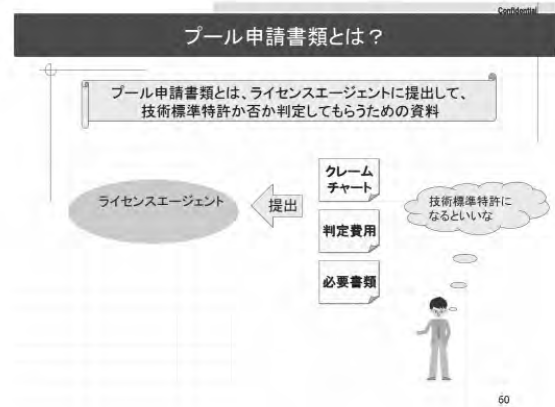 Confidential
プール申請書類とは？
プール申請書類とは、ライセンスエージェントに提出して、
技術標準特許か否か判定してもらうための資料
クレーム
チャート
ライセンスエージェント
提出
技術標準特許に
なるといいな
判定費用
必要書類
60